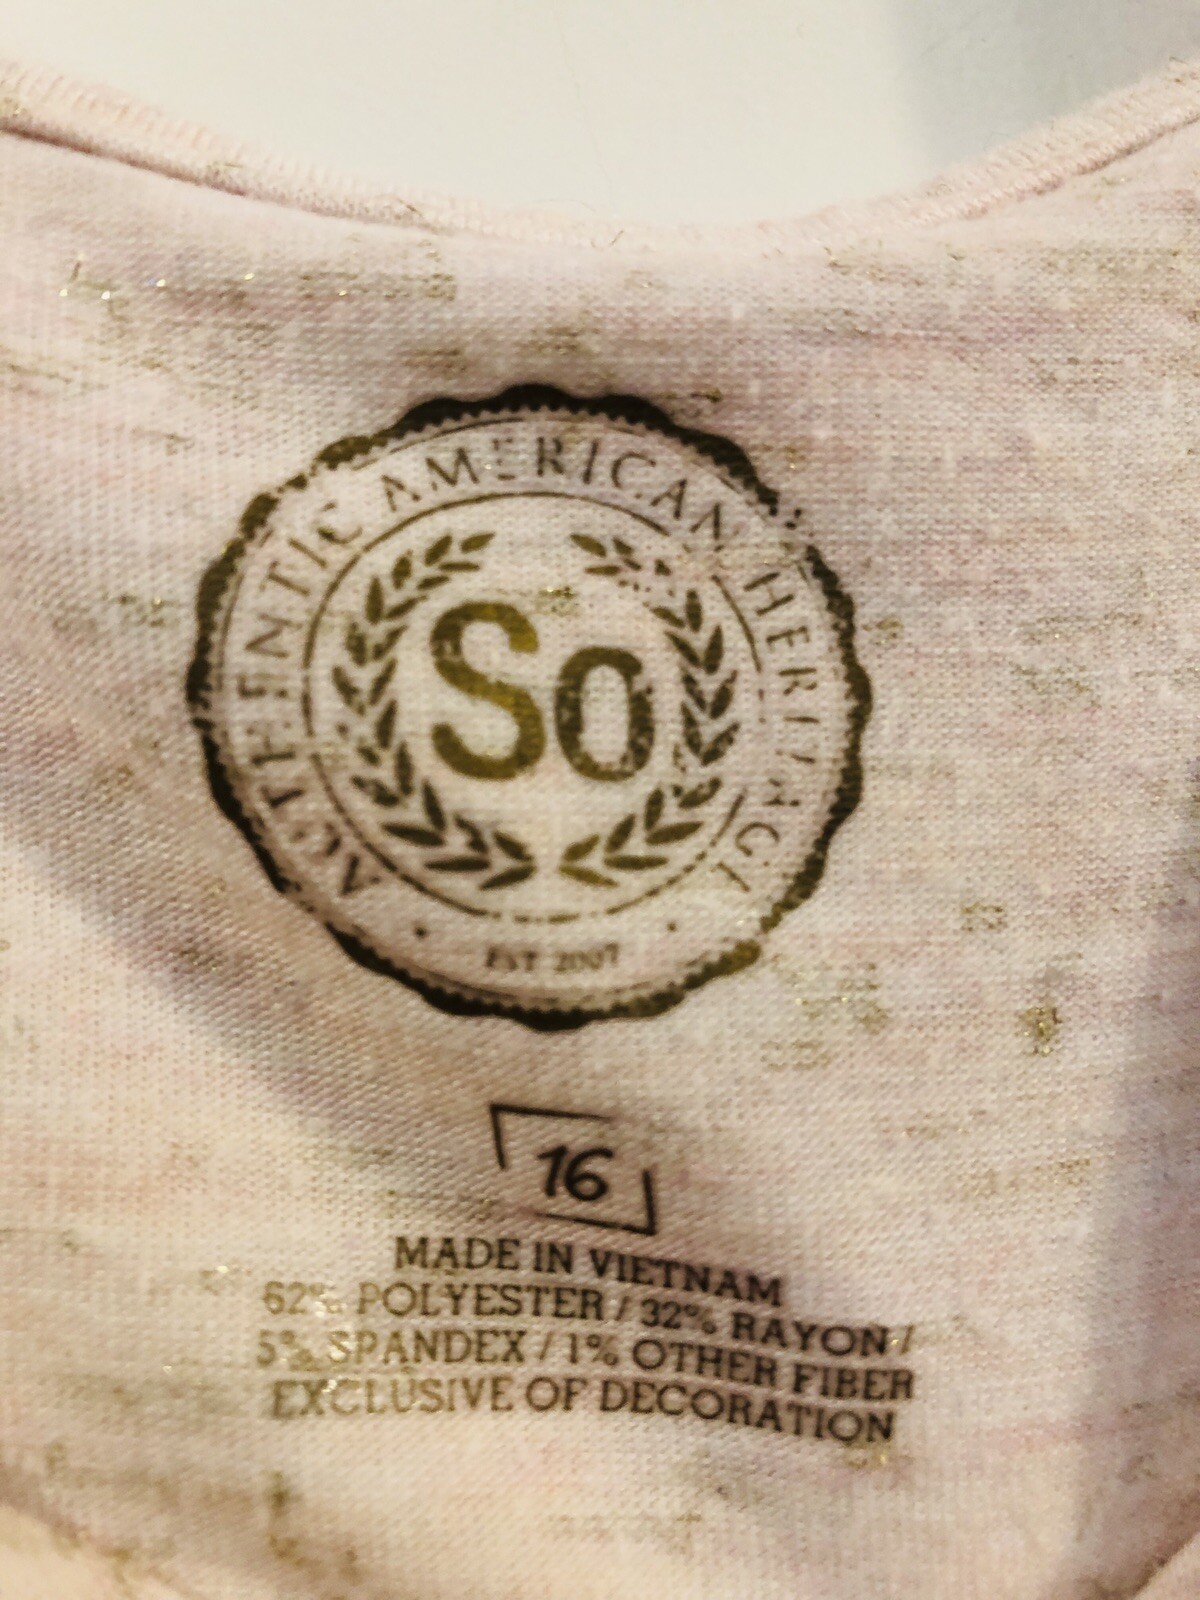 AUTHENTIC AMERICAN HERITAGE
So
EST 2007
16
MADE IN VIETNAM
62% POLYESTER / 32% RAYON /
5% SPANDEX / 1% OTHER FIBER
EXCLUSIVE OF DECORATION